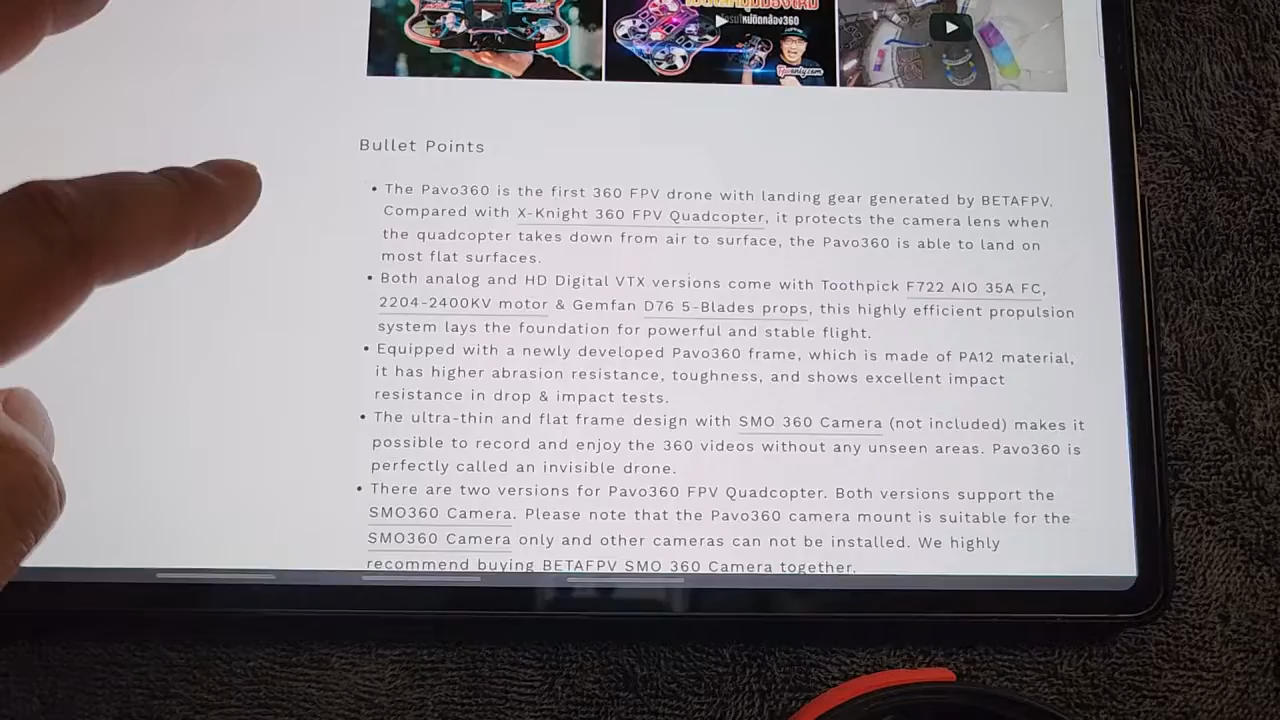 360
Fpvonly.com
Bullet Points
• The Pavo360 is the first 360 FPV drone with landing gear generated by BETAFPV.
Compared with X-Knight 360 FPV Quadcopter, it protects the camera lens when
the quadcopter takes down from air to surface, the Pavo360 is able to land on
most flat surfaces.
• Both analog and HD Digital VTX versions come with Toothpick F722 AIO 35A FC,
2204-2400KV motor & Gemfan D76 5-Blades props, this highly efficient propulsion
system lays the foundation for powerful and stable flight.
• Equipped with a newly developed Pavo360 frame, which is made of PA12 material,
it has higher abrasion resistance, toughness, and shows excellent impact
resistance in drop & impact tests.
• The ultra-thin and flat frame design with SMO 360 Camera (not included) makes it
possible to record and enjoy the 360 videos without any unseen areas. Pavo360 is
perfectly called an invisible drone.
• There are two versions for Pavo360 FPV Quadcopter. Both versions support the
SMO360 Camera. Please note that the Pavo360 camera mount is suitable for the
SMO360 Camera only and other cameras can not be installed. We highly
recommend buying BETAFPV SMO 360 Camera together.